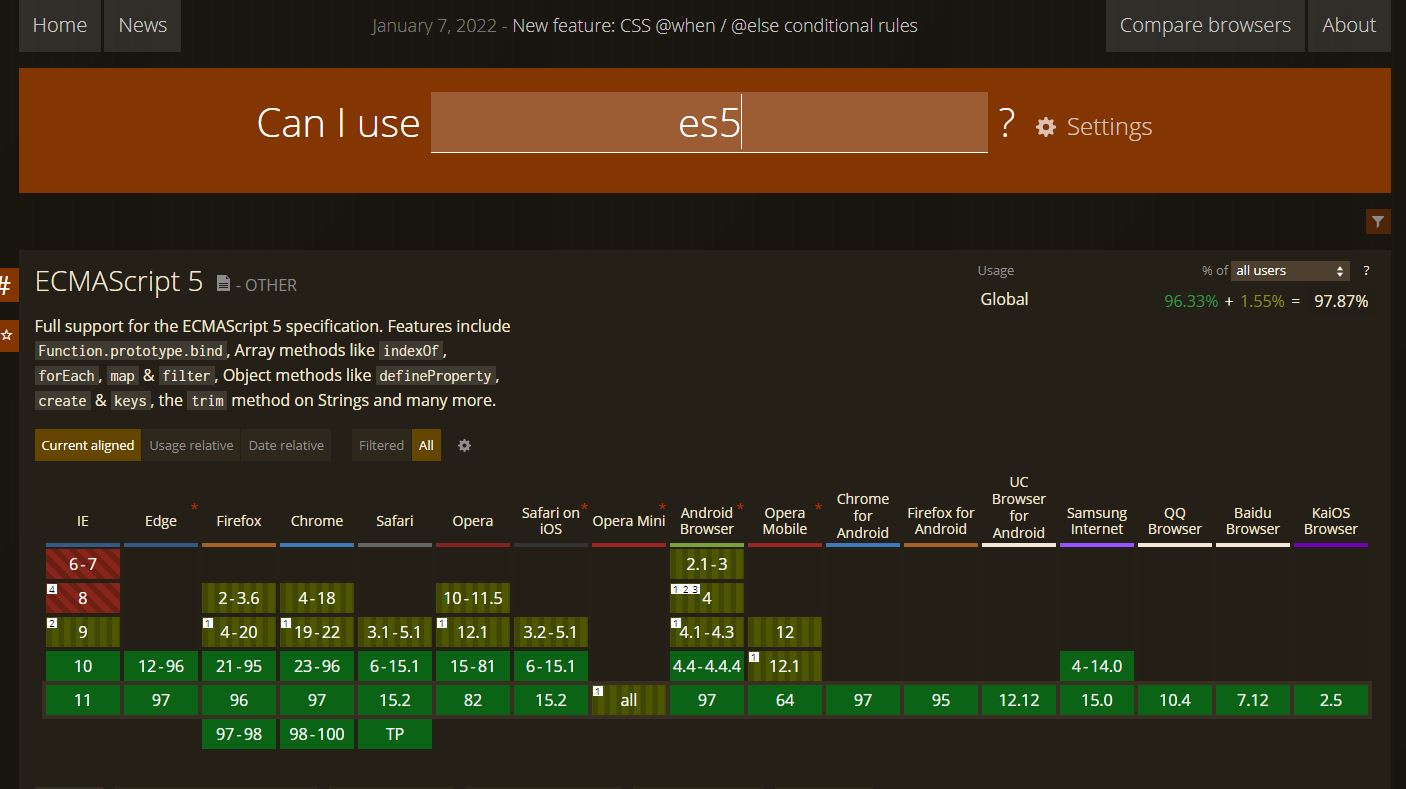 Home News January 7, 2022 - New feature: CSS @when / @else conditional rules Compare browsers About
Can I use es5 ? Settings
#
ECMAScript 5 - OTHER
Usage % of all users ?
Global 96.33% + 1.55% = 97.87%
Full support for the ECMAScript 5 specification. Features include
Function.prototype.bind, Array methods like indexOf,
forEach, map & filter, Object methods like defineProperty,
create & keys, the trim method on Strings and many more.
Current aligned Usage relative Date relative Filtered All
IE
Edge *
Firefox
Chrome
Safari
Opera
Safari on *
iOS
Opera Mini *
Android *
Browser
Opera *
Mobile
Chrome
for
Android
Firefox for
Android
UC
Browser
for
Android
Samsung
Internet
QQ
Browser
Baidu
Browser
KaiOS
Browser
6-7 2.1-3
4 8 2-3.6 4-18 10-11.5 1 2 3 4
2 9 1 4-20 1 19-22 3.1-5.1 1 12.1 3.2-5.1 1 4.1-4.3 12
10 12-96 21-95 23-96 6-15.1 15-81 6-15.1 4.4-4.4.4 1 12.1 4-14.0
11 97 96 97 15.2 82 15.2 1 all 97 64 97 95 12.12 15.0 10.4 7.12 2.5
97-98 98-100 TP